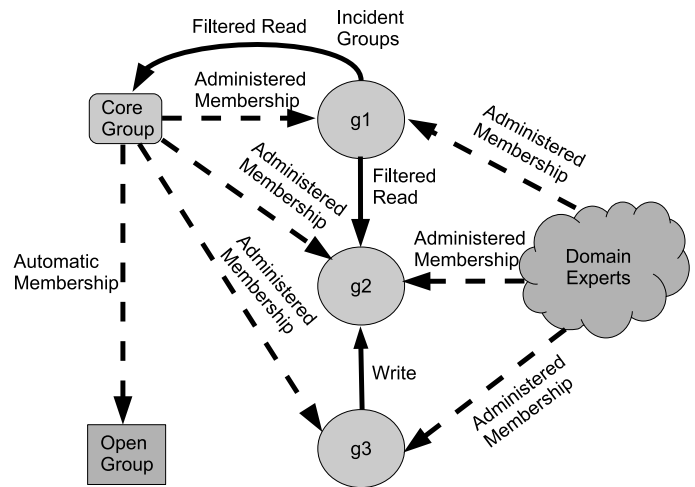 Filtered Read
Incident
Groups
Administered
Membership
Core
Group
g1
Administered
Membership
Administered
Membership
Filtered
Read
Administered
Membership
Domain
Experts
Automatic
Membership
Administered
Membership
g2
Write
Administered
Membership
Open
Group
g3